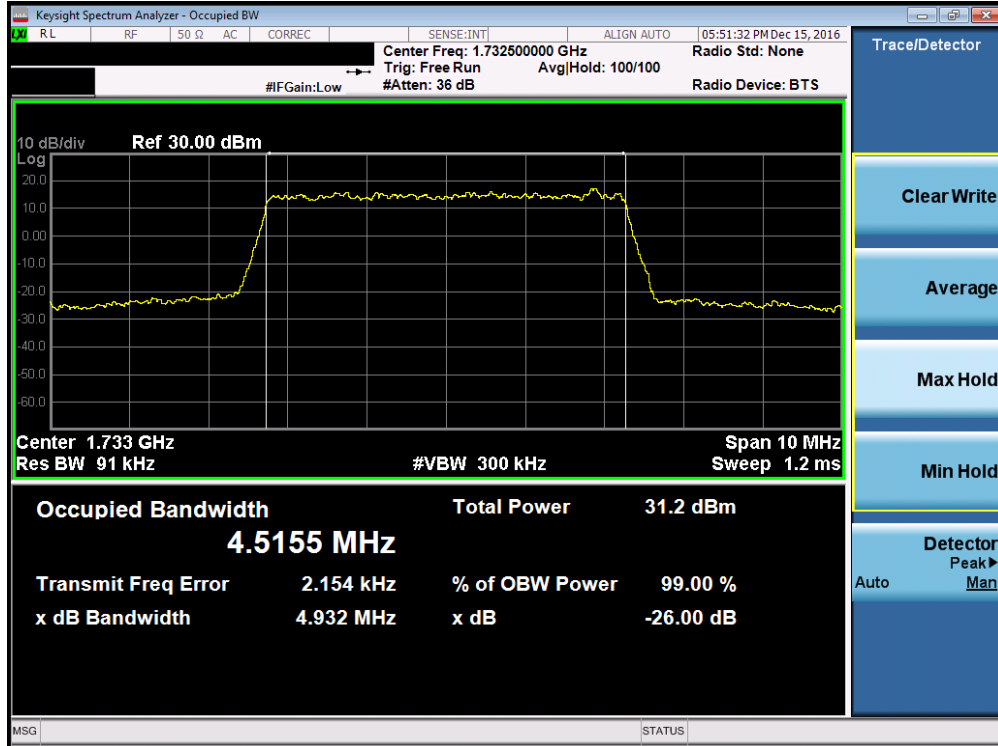 Keysight Spectrum Analyzer - Occupied BW
LXI RL RF 50 Ω AC CORREC SENSE:INT ALIGN AUTO 05:51:32 PM Dec 15, 2016
Center Freq: 1.732500000 GHz Radio Std: None
Trig: Free Run Avg|Hold: 100/100
#IFGain:Low #Atten: 36 dB Radio Device: BTS
10 dB/div Ref 30.00 dBm
Log
20.0
10.0
0.00
-10.0
-20.0
-30.0
-40.0
-50.0
-60.0
Center 1.733 GHz Span 10 MHz
Res BW 91 kHz #VBW 300 kHz Sweep 1.2 ms
Occupied Bandwidth Total Power 31.2 dBm
4.5155 MHz
Transmit Freq Error 2.154 kHz % of OBW Power 99.00 %
x dB Bandwidth 4.932 MHz x dB -26.00 dB
MSG STATUS
Trace/Detector
Clear Write
Average
Max Hold
Min Hold
Detector
Peak▶
Auto Man